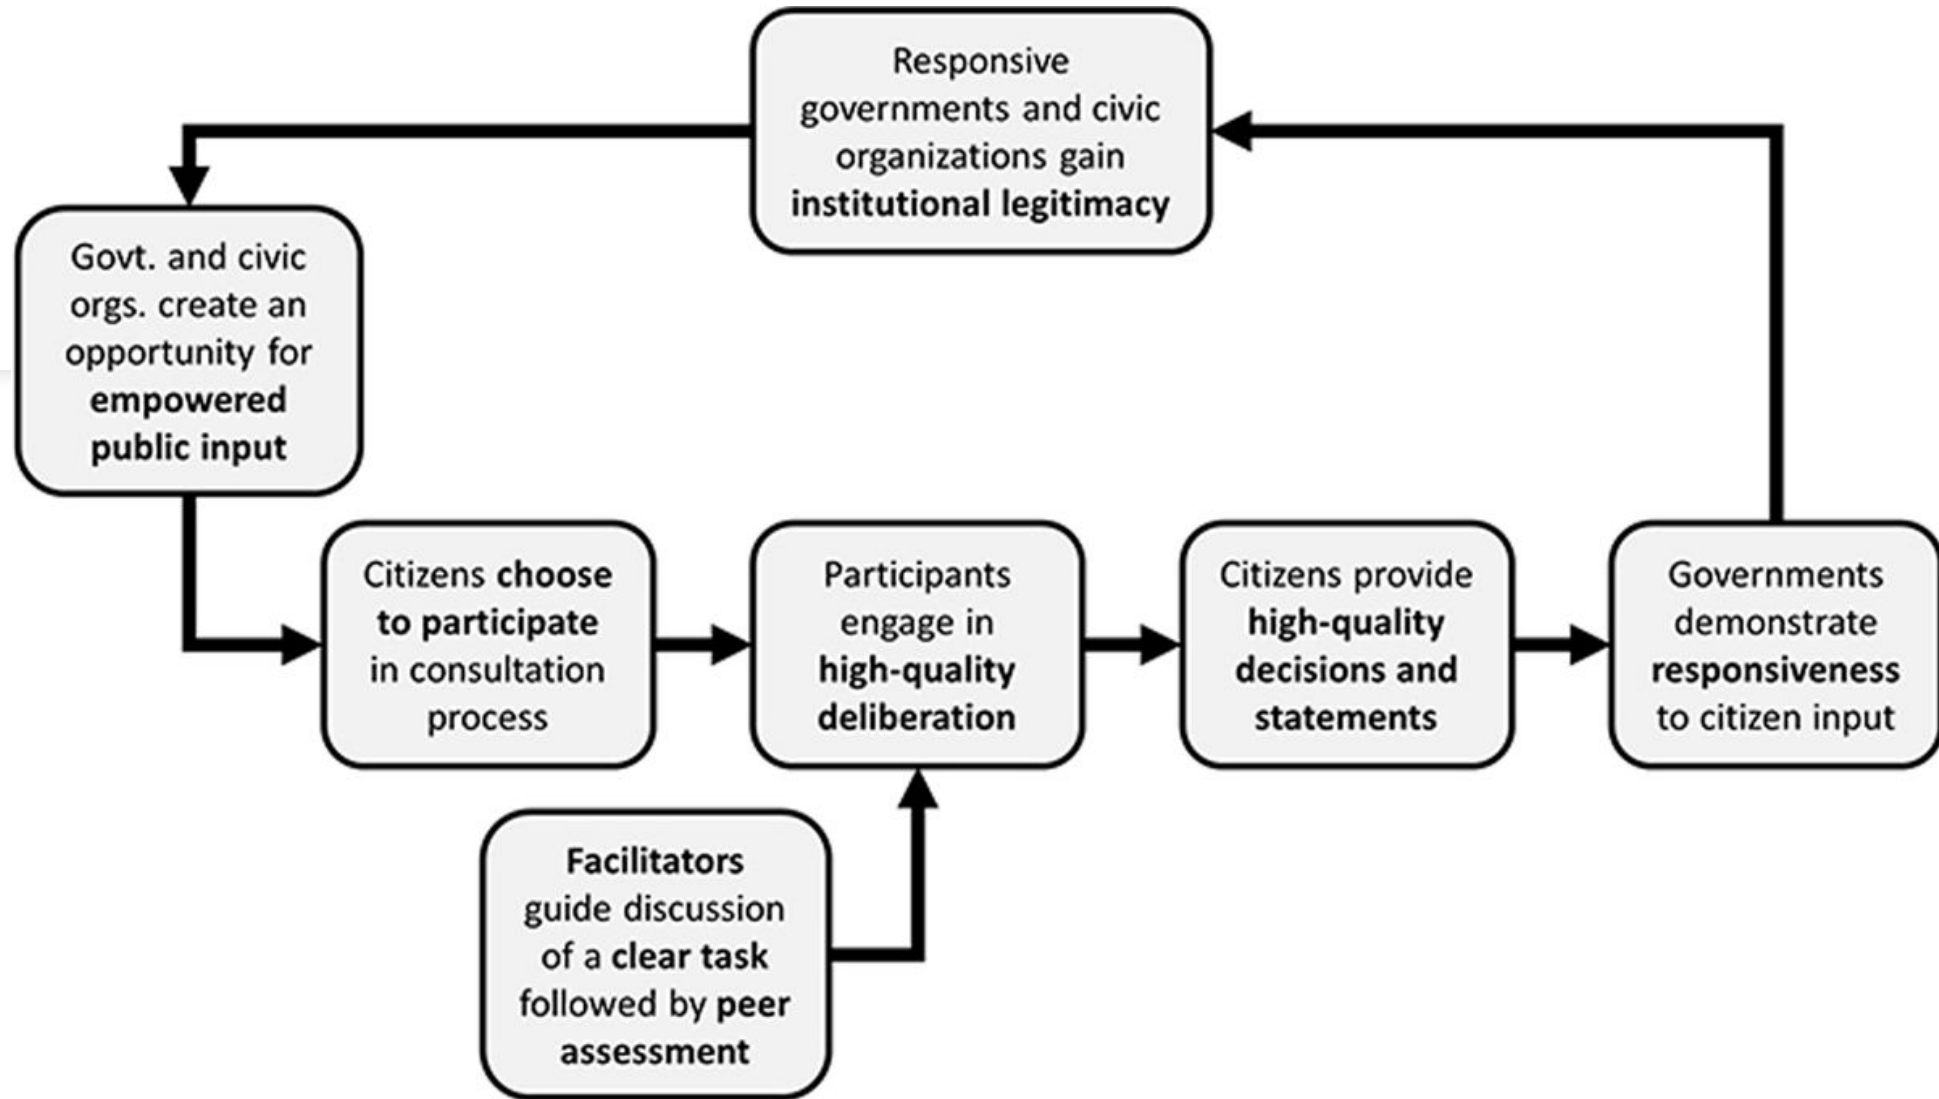 Responsive
governments and civic
organizations gain
institutional legitimacy
Govt. and civic
orgs. create an
opportunity for
empowered
public input
Citizens choose
to participate
in consultation
process
Participants
engage in
high-quality
deliberation
Citizens provide
high-quality
decisions and
statements
Governments
demonstrate
responsiveness
to citizen input
Facilitators
guide discussion
of a clear task
followed by peer
assessment